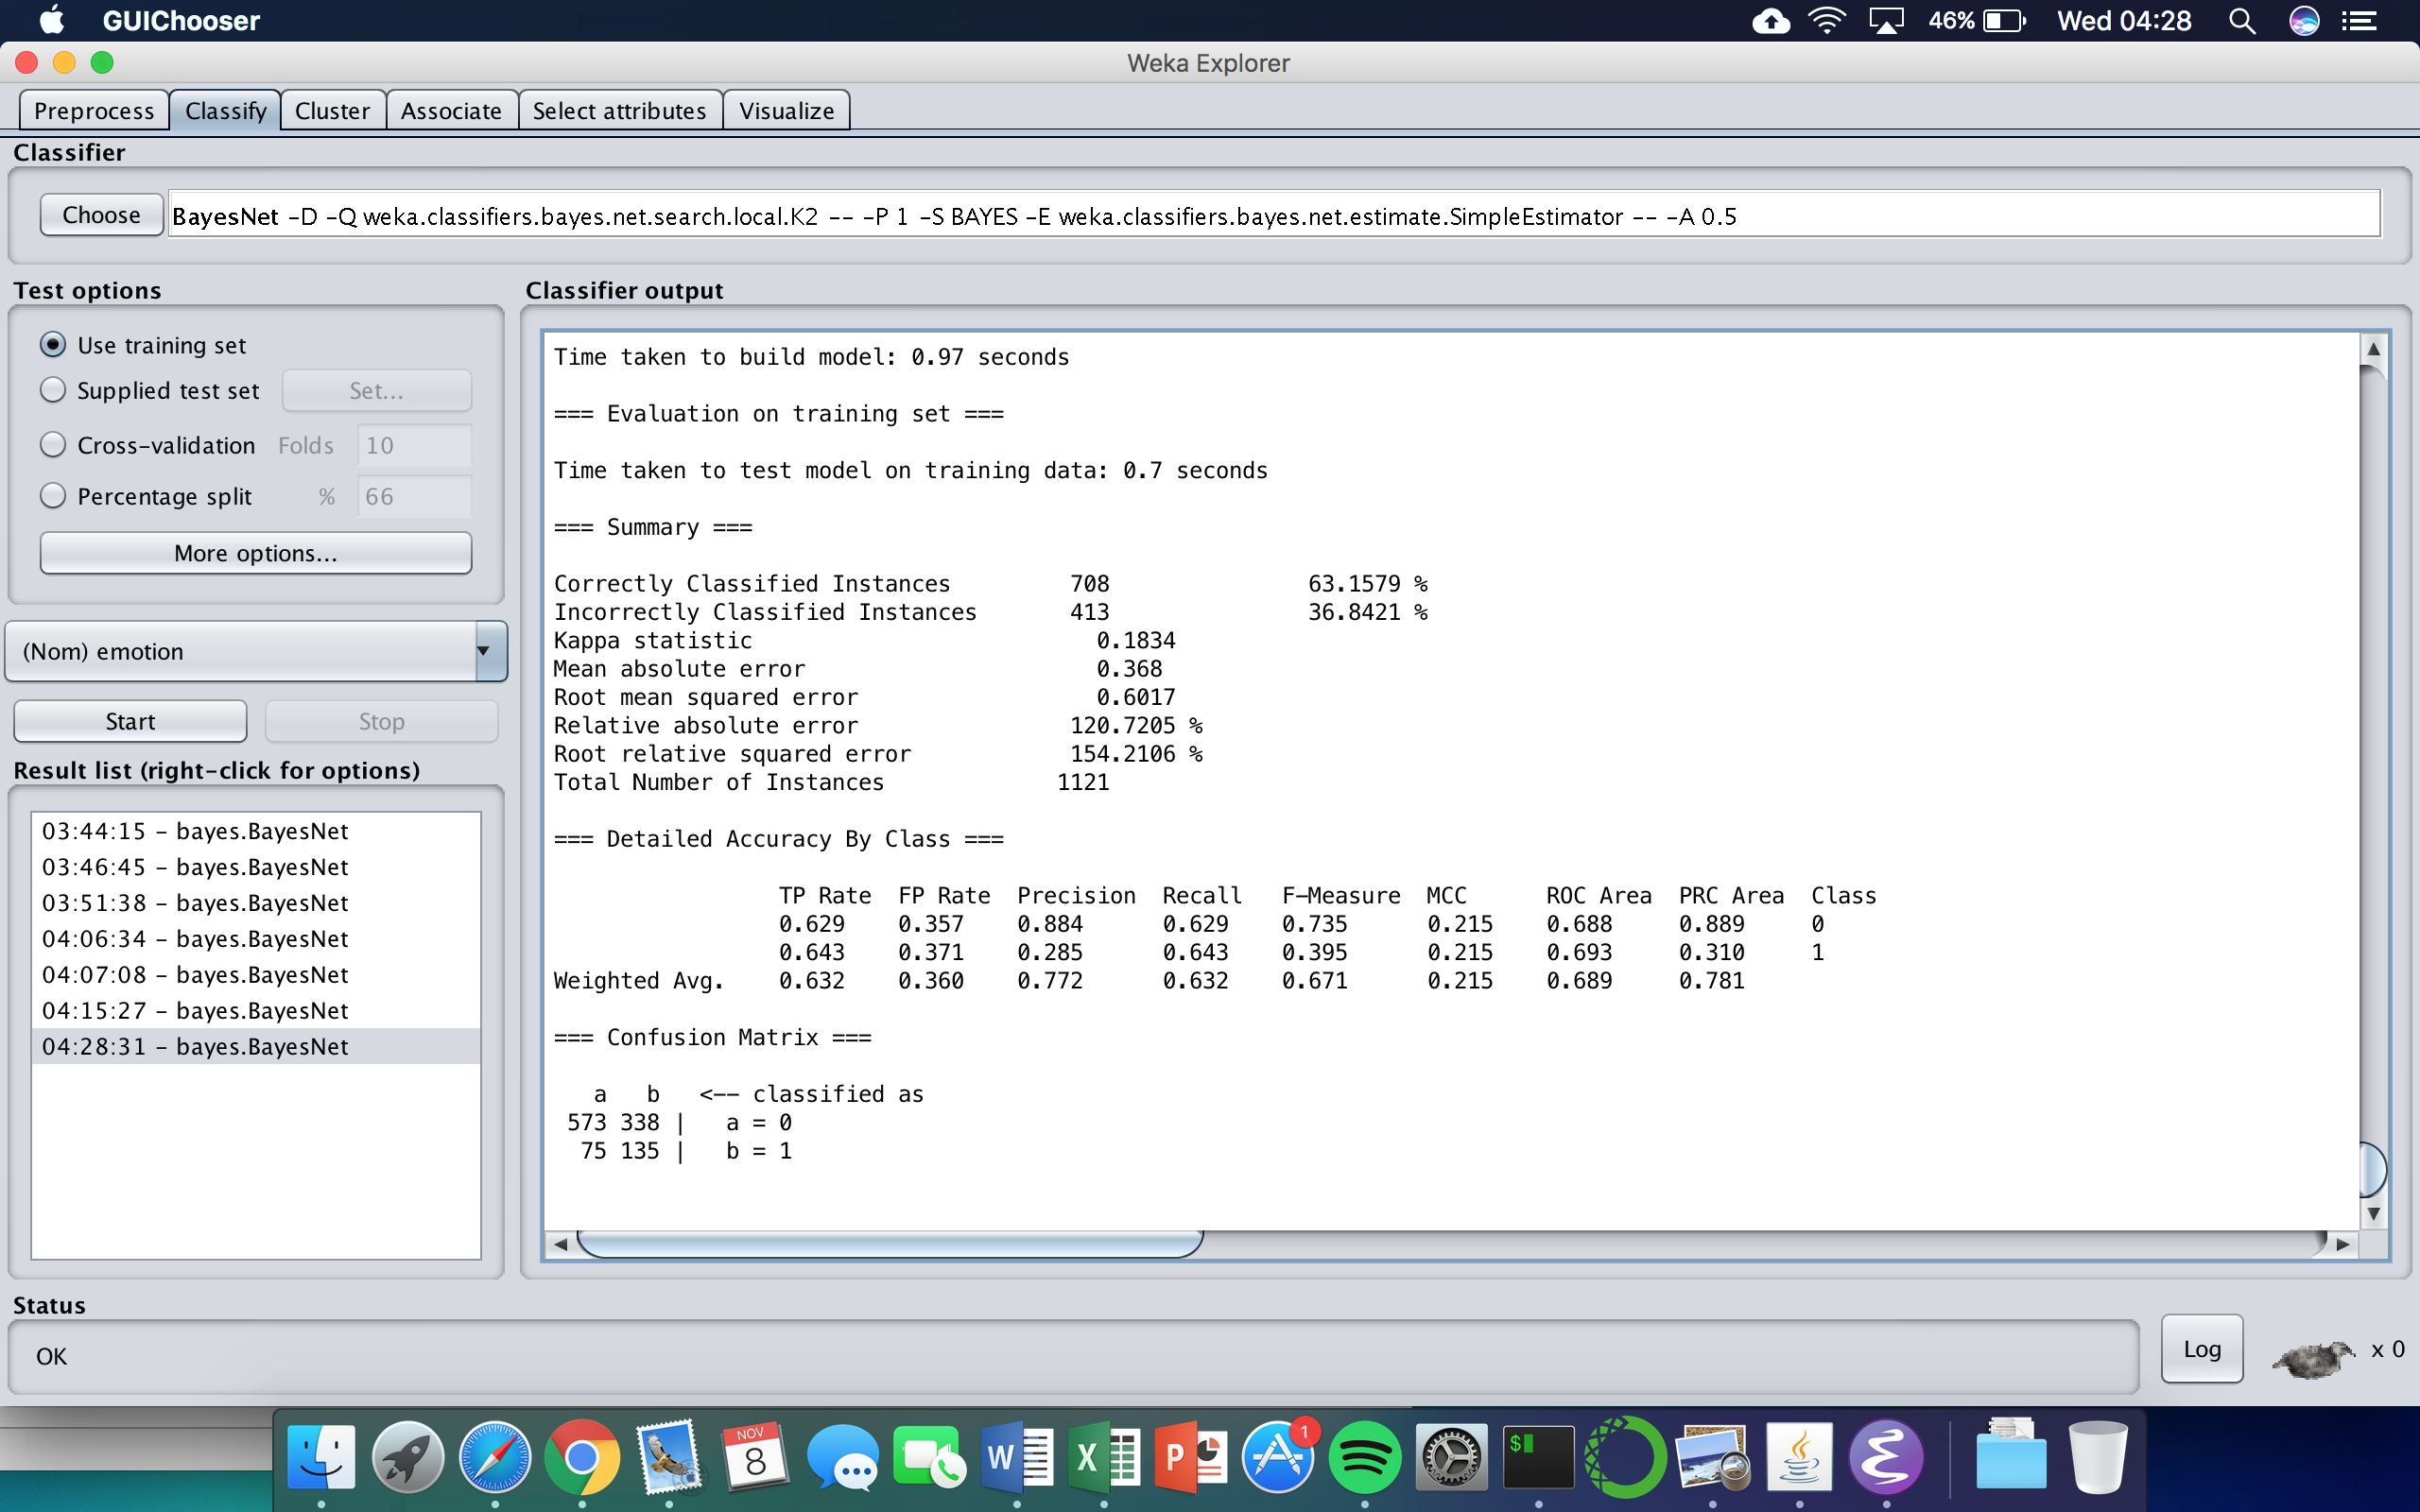 GUIChooser 46% Wed 04:28
Weka Explorer
Preprocess Classify Cluster Associate Select attributes Visualize
Classifier
Choose BayesNet -D -Q weka.classifiers.bayes.net.search.local.K2 -- -P 1 -S BAYES -E weka.classifiers.bayes.net.estimate.SimpleEstimator -- -A 0.5
Test options
Use training set
Supplied test set Set...
Cross-validation Folds 10
Percentage split % 66
More options...
(Nom) emotion
Start Stop
Result list (right-click for options)
03:44:15 - bayes.BayesNet
03:46:45 - bayes.BayesNet
03:51:38 - bayes.BayesNet
04:06:34 - bayes.BayesNet
04:07:08 - bayes.BayesNet
04:15:27 - bayes.BayesNet
04:28:31 - bayes.BayesNet
Classifier output
Time taken to build model: 0.97 seconds
=== Evaluation on training set ===
Time taken to test model on training data: 0.7 seconds
=== Summary ===
Correctly Classified Instances 708 63.1579 %
Incorrectly Classified Instances 413 36.8421 %
Kappa statistic 0.1834
Mean absolute error 0.368
Root mean squared error 0.6017
Relative absolute error 120.7205 %
Root relative squared error 154.2106 %
Total Number of Instances 1121
=== Detailed Accuracy By Class ===
TP Rate FP Rate Precision Recall F-Measure MCC ROC Area PRC Area Class
0.629 0.357 0.884 0.629 0.735 0.215 0.688 0.889 0
0.643 0.371 0.285 0.643 0.395 0.215 0.693 0.310 1
Weighted Avg. 0.632 0.360 0.772 0.632 0.671 0.215 0.689 0.781
=== Confusion Matrix ===
a b <-- classified as
573 338 | a = 0
75 135 | b = 1
Status
OK
Log x 0
NOV
8
W
X
P
1
$